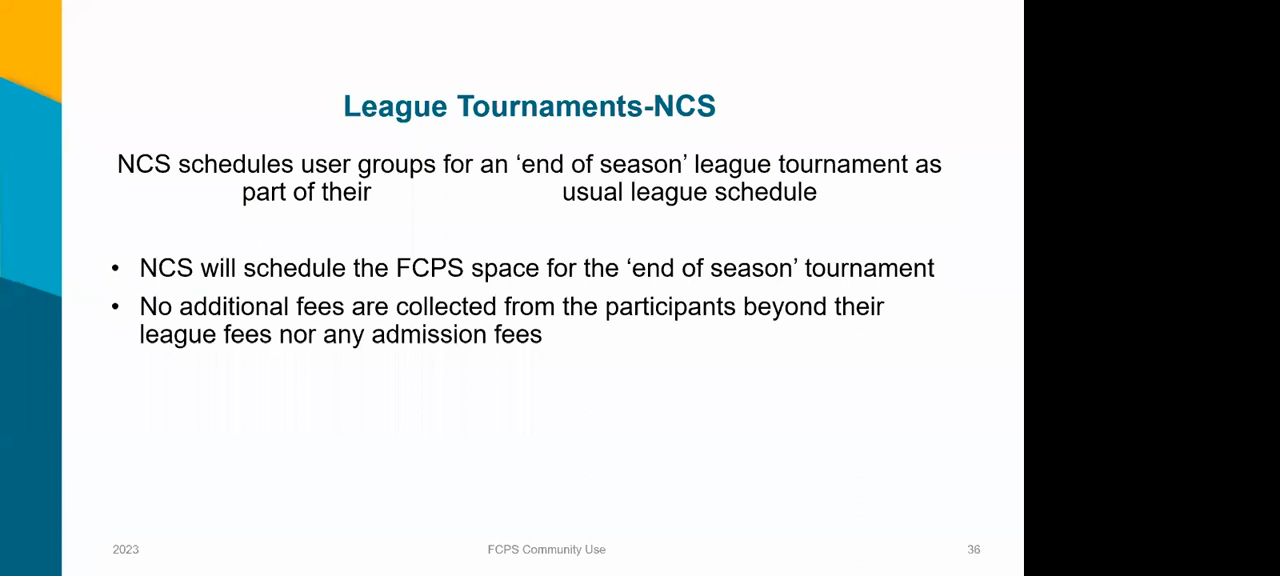 League Tournaments-NCS
NCS schedules user groups for an ‘end of season’ league tournament as
part of their usual league schedule
• NCS will schedule the FCPS space for the ‘end of season’ tournament
• No additional fees are collected from the participants beyond their
league fees nor any admission fees
2023 FCPS Community Use 36